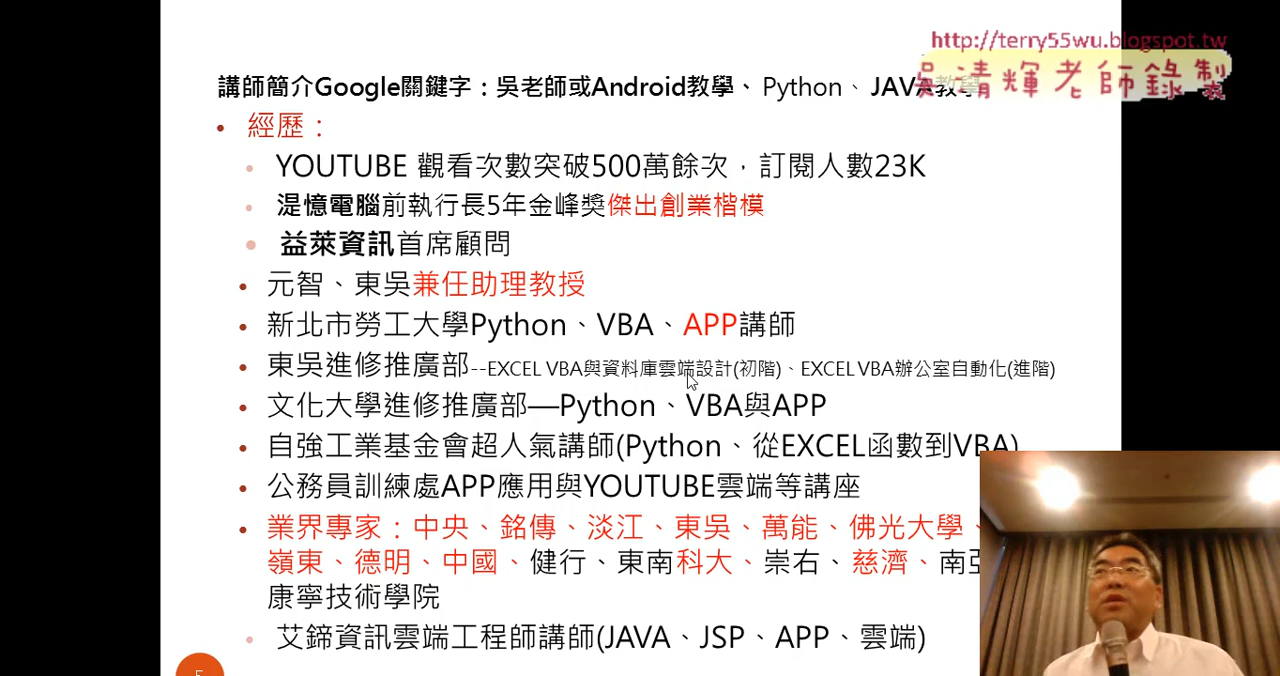 http://terry55wu.blogspot.tw
吳清輝老師錄製
講師簡介Google關鍵字：吳老師或Android教學、Python、JAVA教學
• 經歷：
• YOUTUBE 觀看次數突破500萬餘次，訂閱人數23K
• 湜憶電腦前執行長5年金峰獎傑出創業楷模
• 益萊資訊首席顧問
• 元智、東吳兼任助理教授
• 新北市勞工大學Python、VBA、APP講師
• 東吳進修推廣部--EXCEL VBA與資料庫雲端設計(初階)、EXCEL VBA辦公室自動化(進階)
• 文化大學進修推廣部—Python、VBA與APP
• 自強工業基金會超人氣講師(Python、從EXCEL函數到VBA)
• 公務員訓練處APP應用與YOUTUBE雲端等講座
• 業界專家：中央、銘傳、淡江、東吳、萬能、佛光大學、
嶺東、德明、中國、健行、東南科大、崇右、慈濟、南亞
康寧技術學院
• 艾鍗資訊雲端工程師講師(JAVA、JSP、APP、雲端)
5